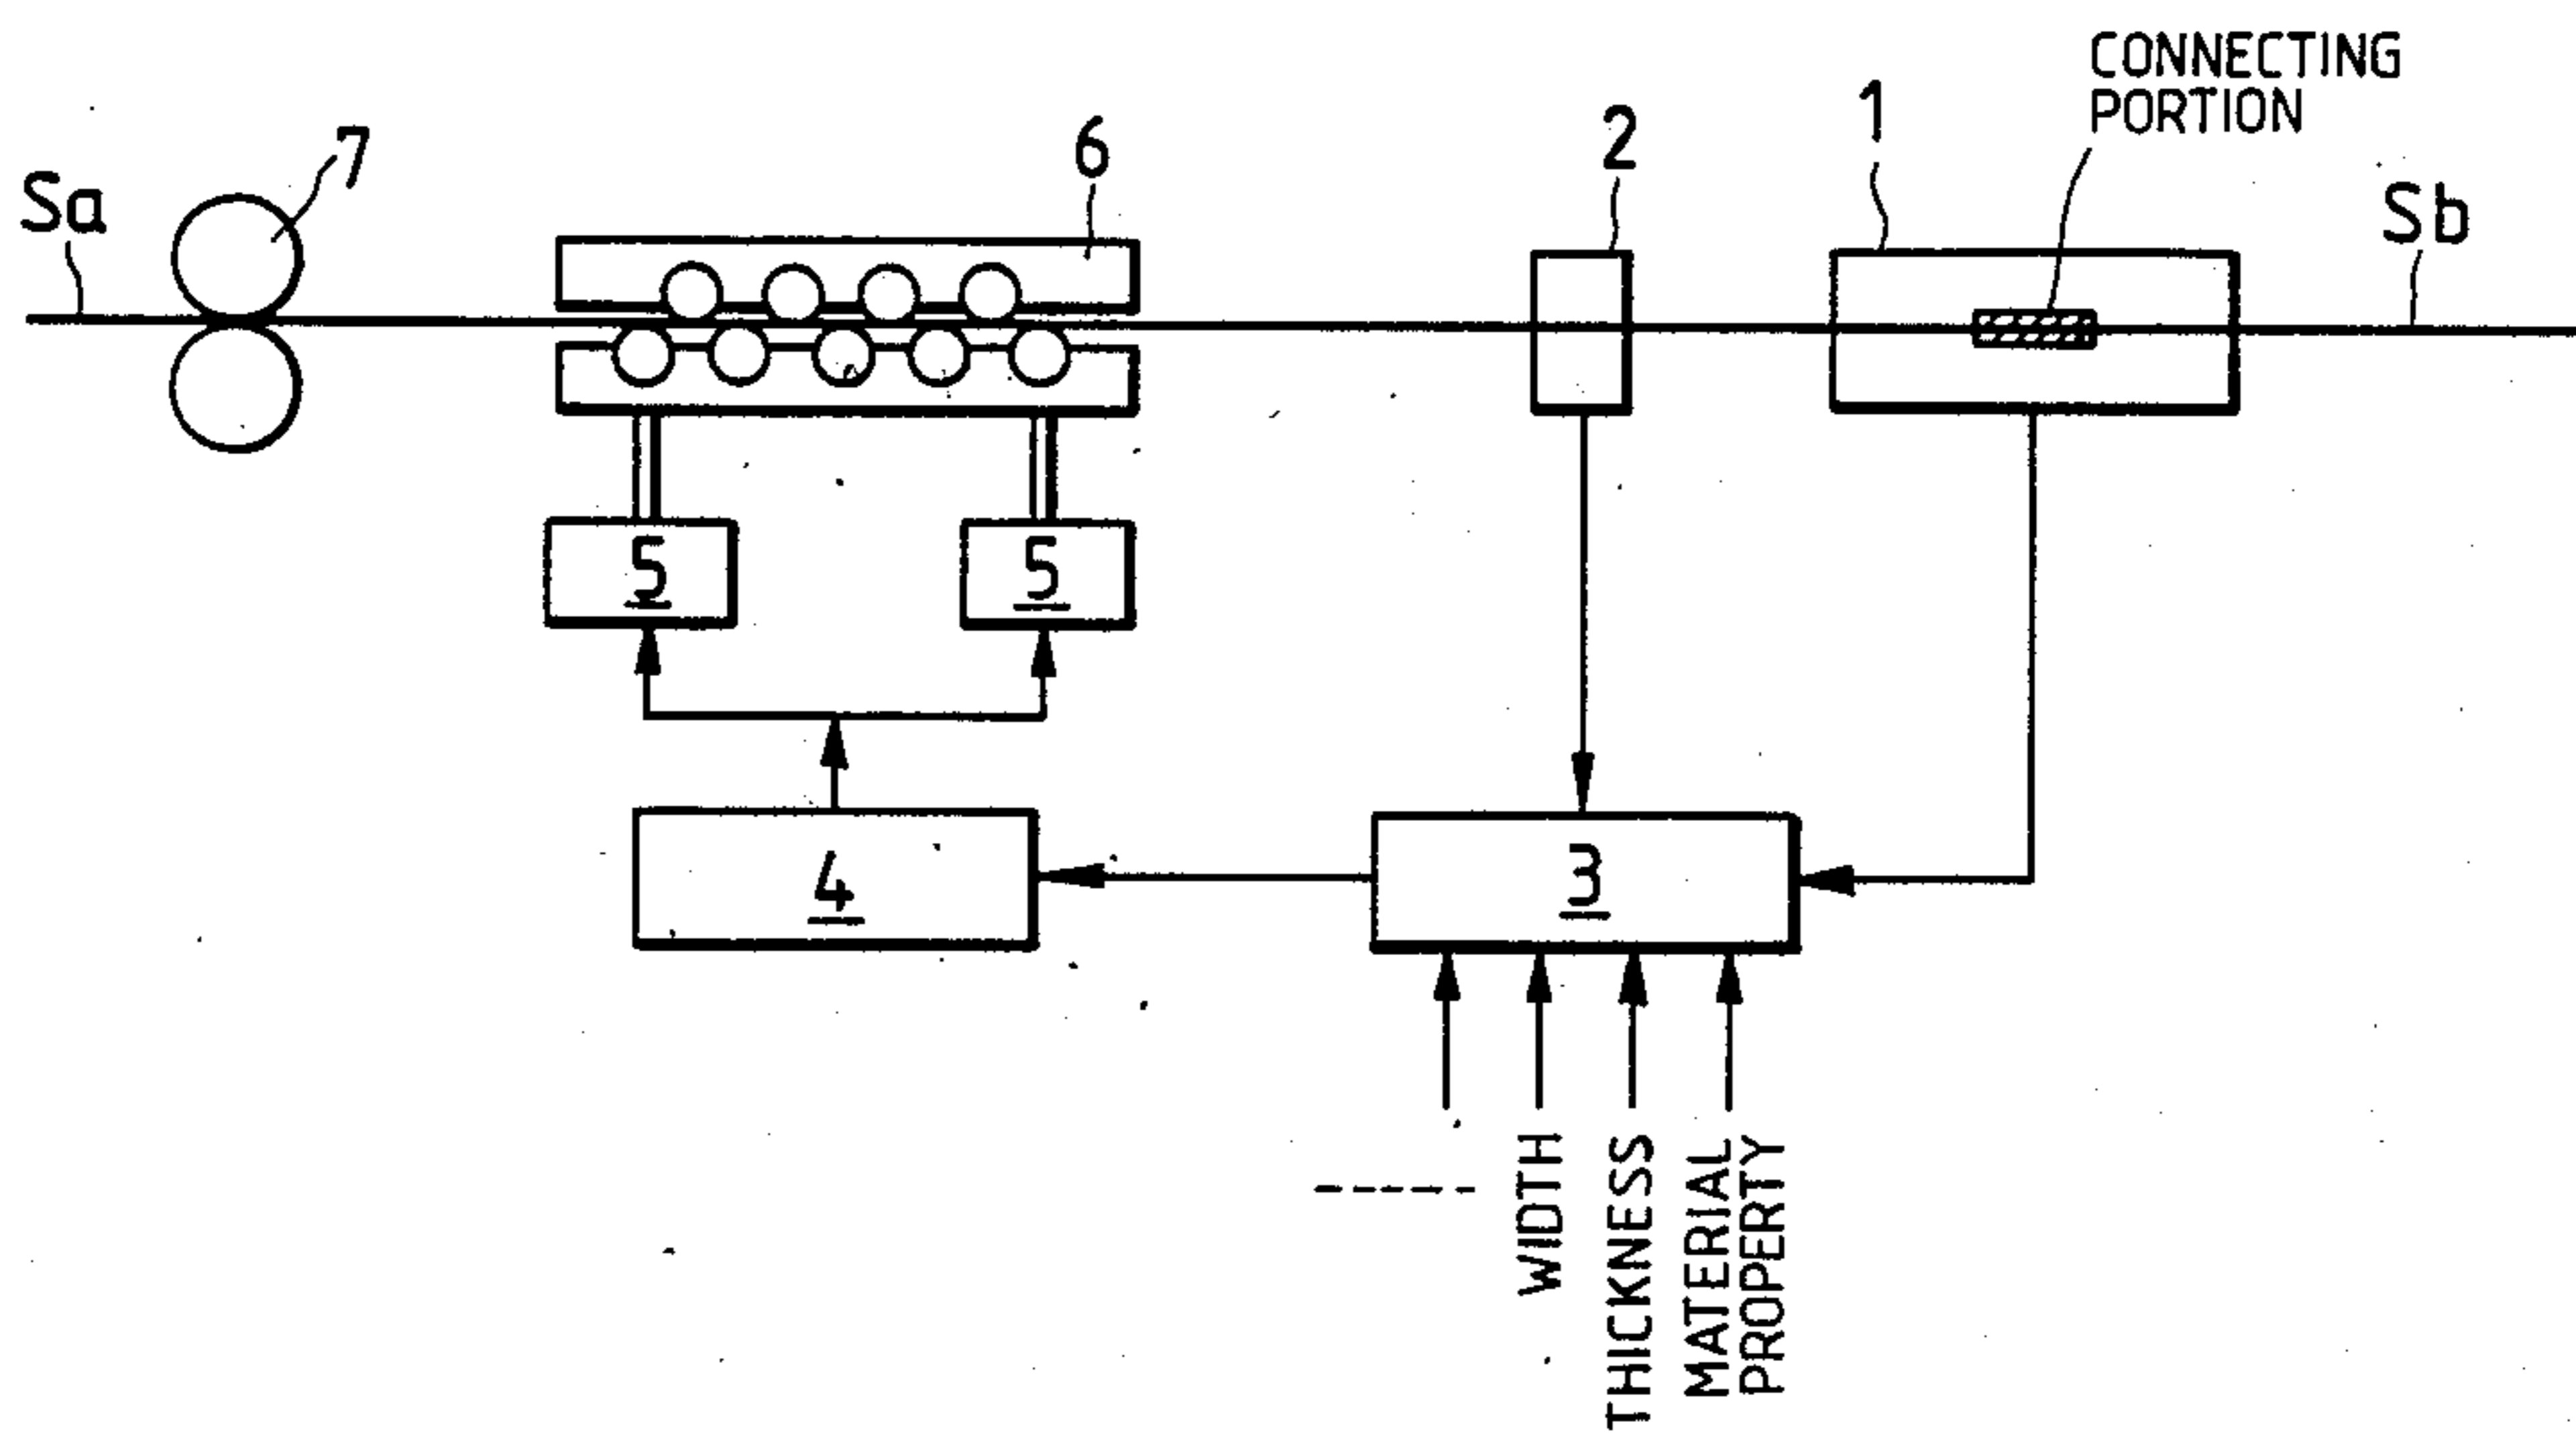 CONNECTING
PORTION
1
2
6
7
Sa
Sb
5
5
4
3
WIDTH
THICKNESS
MATERIAL
PROPERTY